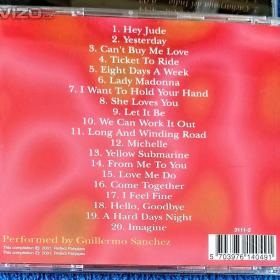 1. Hey Jude
2. Yesterday
3. Can't Buy Me Love
4. Ticket To Ride
5. Eight Days A Week
6. Lady Madonna
7. I Want To Hold Your Hand
8. She Loves You
9. Let It Be
10. We Can Work It Out
11. Long And Winding Road
12. Michelle
13. Yellow Submarine
14. From Me To You
15. Love Me Do
16. Come Together
17. I Feel Fine
18. Hello, Goodbye
19. A Hard Days Night
20. Imagine
Performed by Guillermo Sanchez
3111-2